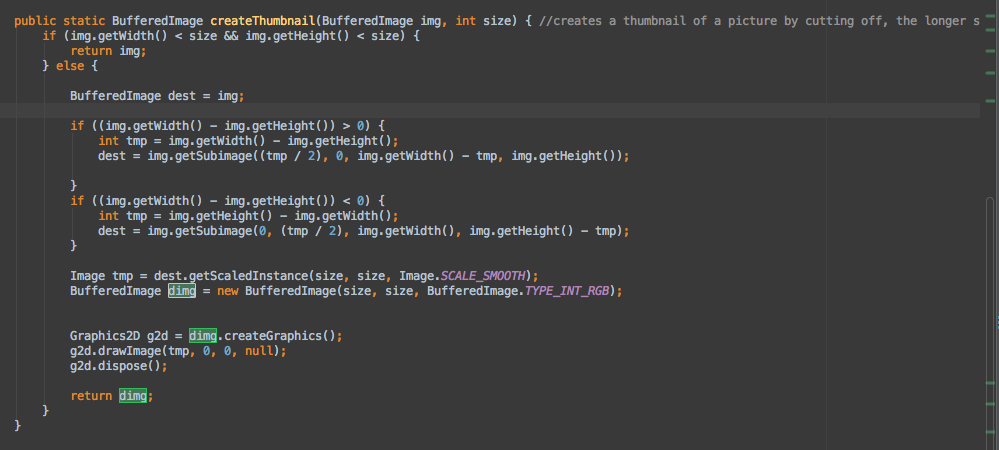 public static BufferedImage createThumbnail(BufferedImage img, int size) { //creates a thumbnail of a picture by cutting off, the longer s
if (img.getWidth() < size && img.getHeight() < size) {
return img;
} else {
BufferedImage dest = img;
if ((img.getWidth() - img.getHeight()) > 0) {
int tmp = img.getWidth() - img.getHeight();
dest = img.getSubimage((tmp / 2), 0, img.getWidth() - tmp, img.getHeight());
}
if ((img.getWidth() - img.getHeight()) < 0) {
int tmp = img.getHeight() - img.getWidth();
dest = img.getSubimage(0, (tmp / 2), img.getWidth(), img.getHeight() - tmp);
}
Image tmp = dest.getScaledInstance(size, size, Image.SCALE_SMOOTH);
BufferedImage dimg = new BufferedImage(size, size, BufferedImage.TYPE_INT_RGB);
Graphics2D g2d = dimg.createGraphics();
g2d.drawImage(tmp, 0, 0, null);
g2d.dispose();
return dimg;
}
}